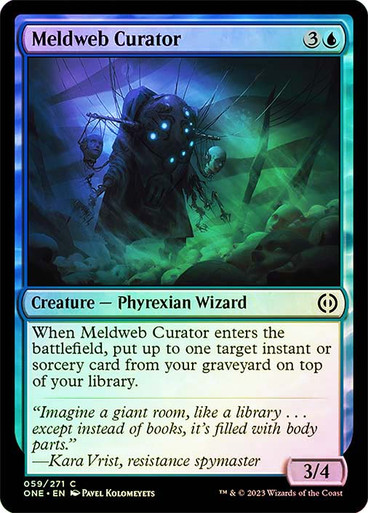 Meldweb Curator 3
Creature — Phyrexian Wizard
When Meldweb Curator enters the
battlefield, put up to one target instant or
sorcery card from your graveyard on top
of your library.
“Imagine a giant room, like a library . . .
except instead of books, it’s filled with body
parts.”
—Kara Vrist, resistance spymaster
3/4
059/271 C
ONE • EN Pavel Kolomeyets
™ & © 2023 Wizards of the Coast